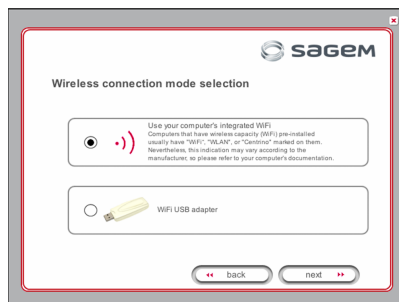 sagem
Wireless connection mode selection
Use your computer's integrated WiFi
Computers that have wireless capacity (WiFi) pre-installed
usually have "WiFi", "WLAN", or "Centrino" marked on them.
Nevertheless, this indication may vary according to the
manufacturer, so please refer to your computer's documentation.
WiFi USB adapter
back
next